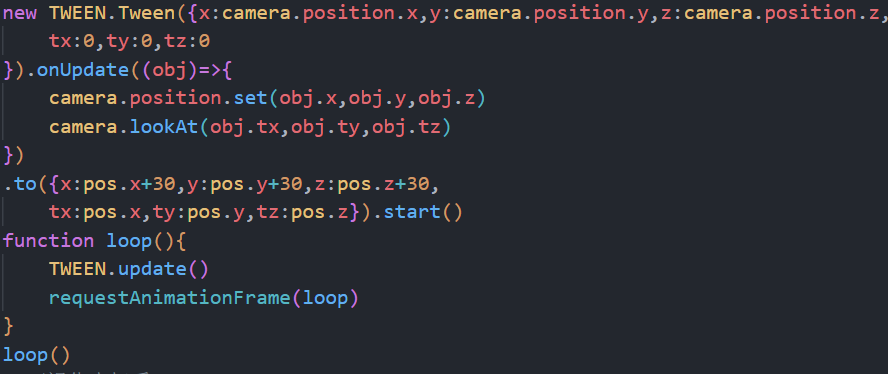 new TWEEN.Tween({x:camera.position.x,y:camera.position.y,z:camera.position.z,
    tx:0,ty:0,tz:0
}).onUpdate((obj)=>{
    camera.position.set(obj.x,obj.y,obj.z)
    camera.lookAt(obj.tx,obj.ty,obj.tz)
})
.to({x:pos.x+30,y:pos.y+30,z:pos.z+30,
    tx:pos.x,ty:pos.y,tz:pos.z}).start()
function loop(){
    TWEEN.update()
    requestAnimationFrame(loop)
}
loop()